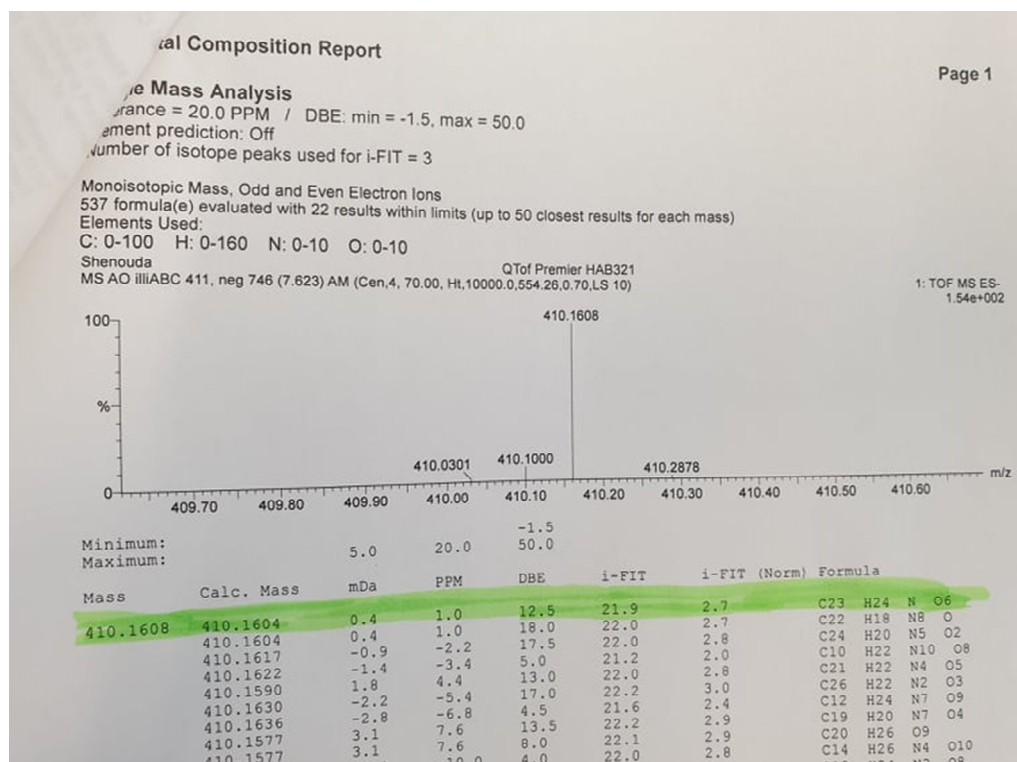 tal Composition Report
Page 1
Mass Analysis
rance = 20.0 PPM / DBE: min = -1.5, max = 50.0
ement prediction: Off
Number of isotope peaks used for i-FIT = 3
Monoisotopic Mass, Odd and Even Electron Ions
537 formula(e) evaluated with 22 results within limits (up to 50 closest results for each mass)
Elements Used:
C: 0-100 H: 0-160 N: 0-10 O: 0-10
Shenouda
QTof Premier HAB321
MS AO illiABC 411, neg 746 (7.623) AM (Cen,4, 70.00, Ht,10000.0,554.26,0.70,LS 10)
1: TOF MS ES-
1.54e+002
100
410.1608
%
410.0301 410.1000 410.2878
0
m/z
409.70 409.80 409.90 410.00 410.10 410.20 410.30 410.40 410.50 410.60
Minimum: -1.5
Maximum: 5.0 20.0 50.0
Mass Calc. Mass mDa PPM DBE i-FIT i-FIT (Norm) Formula
410.1608 410.1604 0.4 1.0 12.5 21.9 2.7 C23 H24 N O6
410.1604 0.4 1.0 18.0 22.0 2.7 C22 H18 N8 O
410.1617 -0.9 -2.2 17.5 22.0 2.8 C24 H20 N5 O2
410.1622 -1.4 -3.4 5.0 21.2 2.0 C10 H22 N10 O8
410.1590 1.8 4.4 13.0 22.0 2.8 C21 H22 N4 O5
410.1630 -2.2 -5.4 17.0 22.2 3.0 C26 H22 N2 O3
410.1636 -2.8 -6.8 4.5 21.6 2.4 C12 H24 N7 O9
410.1577 3.1 7.6 13.5 22.2 2.9 C19 H20 N7 O4
410.1577 3.1 7.6 8.0 22.1 2.9 C20 H26 O9
4.0 22.0 2.8 C14 H26 N4 O10